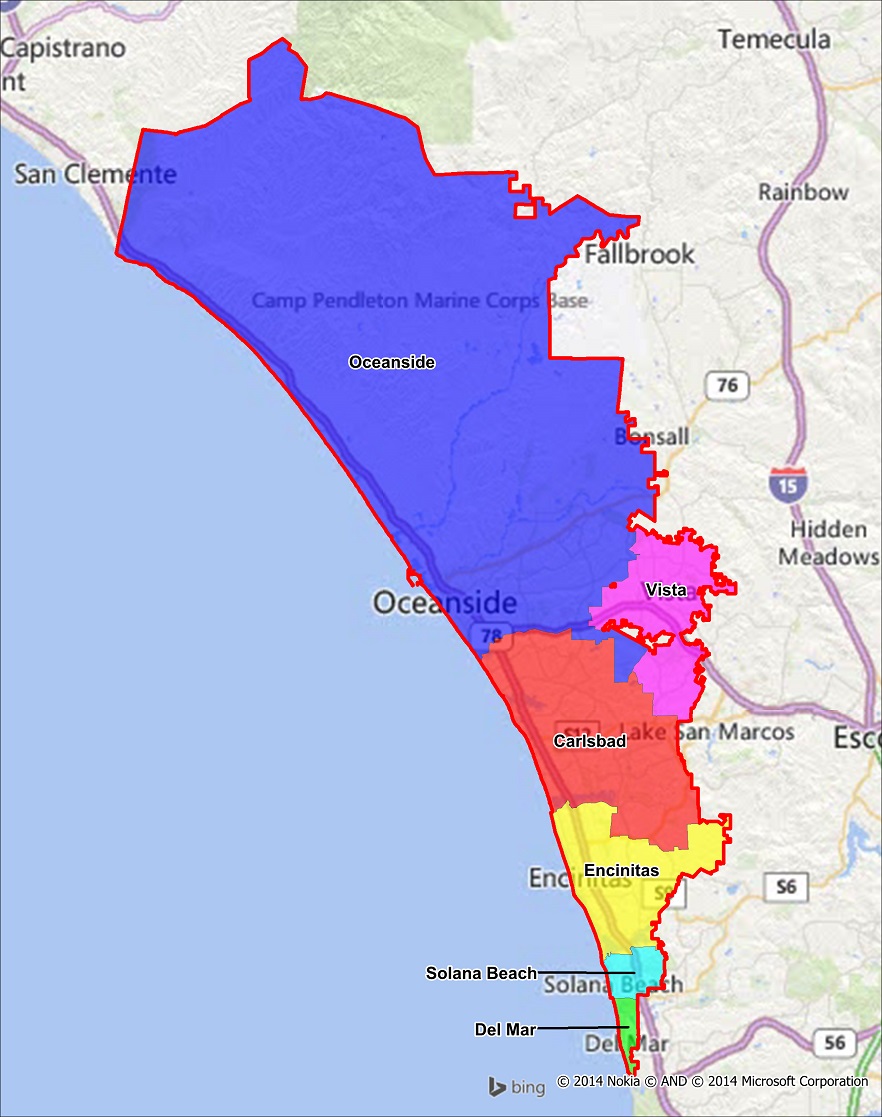 Capistrano
nt
Temecula
San Clemente
Rainbow
Fallbrook
Camp Pendleton Marine Corps Base
Oceanside
76
Bonsall
15
Hidden
Meadows
Vista
Vista
Oceanside
78
Lake San Marcos
Carlsbad
Esc
Encinitas
Encinitas
S6
Solana Beach
Solana Beach
Del Mar
Del Mar
56
bing
© 2014 Nokia © AND © 2014 Microsoft Corporation